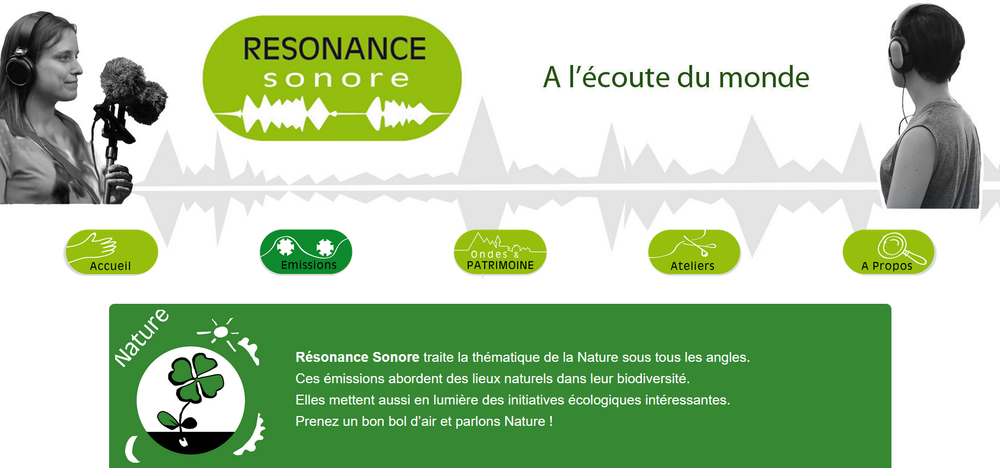 RESONANCE
sonore
A l’écoute du monde
Accueil
Emissions
Ondes &
PATRIMOINE
Ateliers
A Propos
Nature
Résonance Sonore traite la thématique de la Nature sous tous les angles.
Ces émissions abordent des lieux naturels dans leur biodiversité.
Elles mettent aussi en lumière des initiatives écologiques intéressantes.
Prenez un bon bol d’air et parlons Nature !